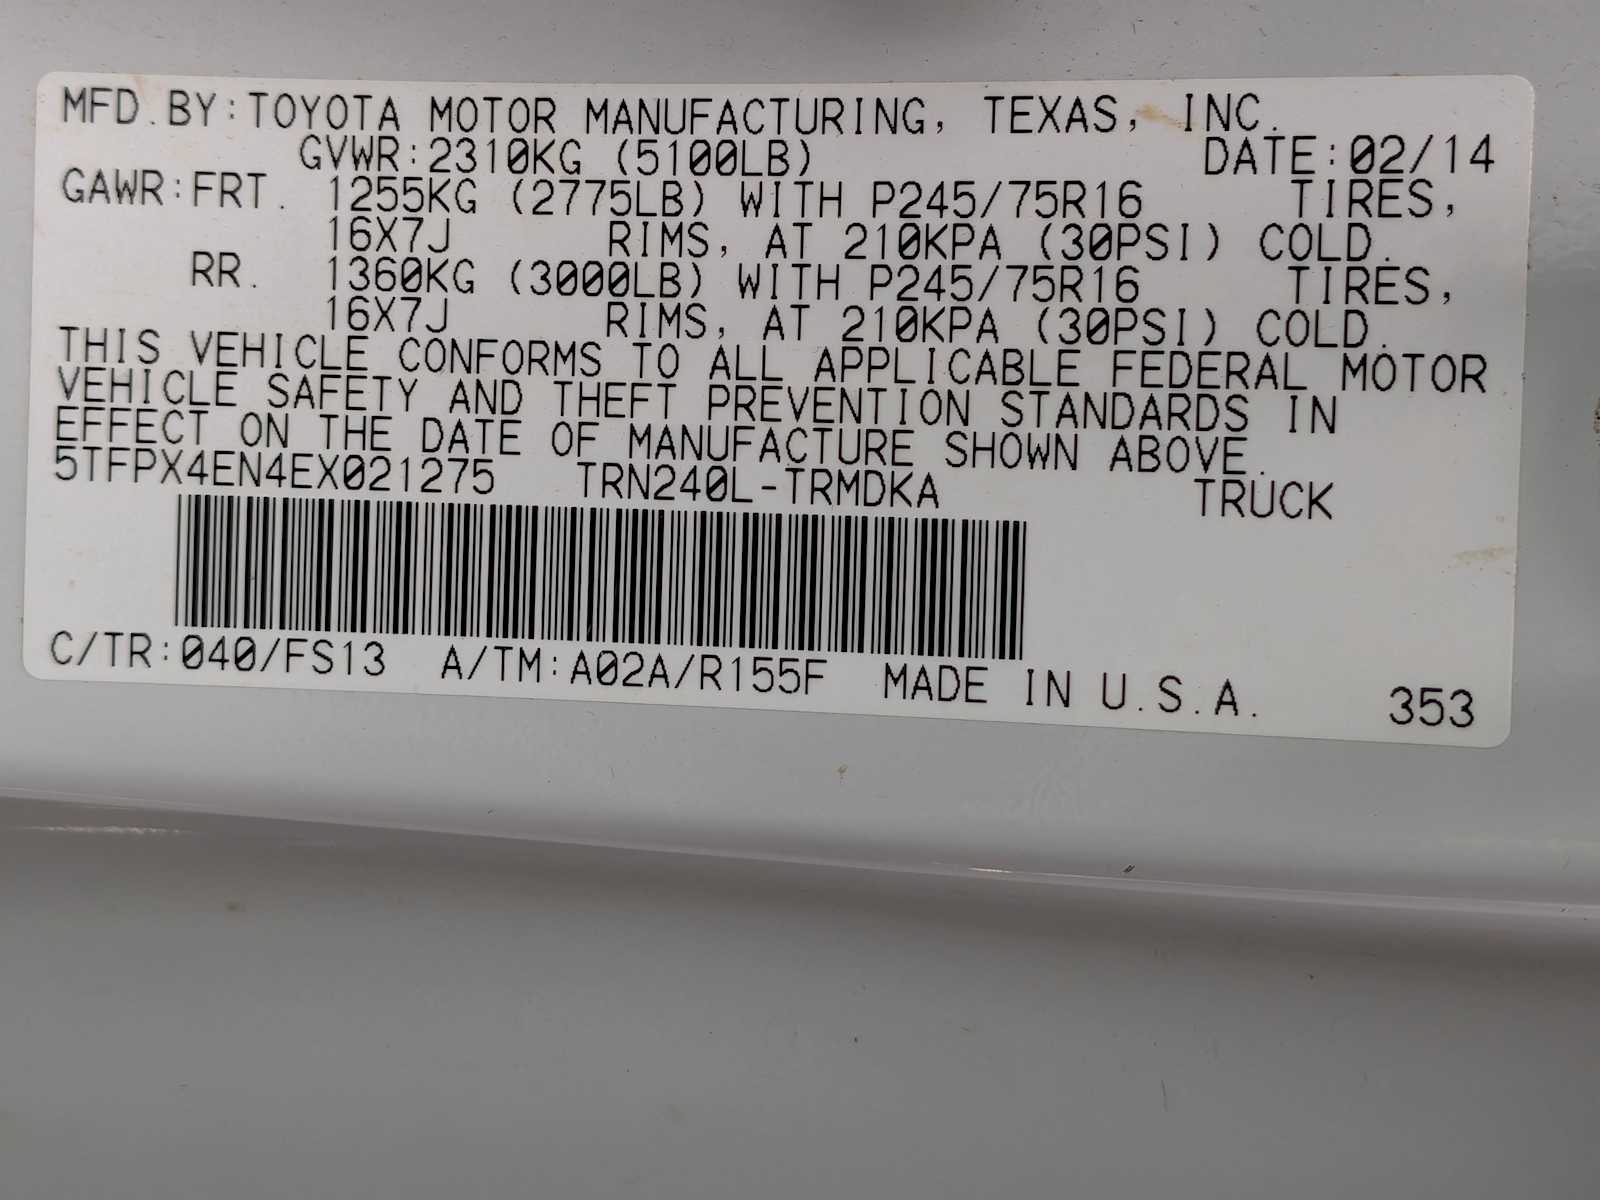 MFD.BY:TOYOTA MOTOR MANUFACTURING, TEXAS, INC.
GVWR:2310KG (5100LB) DATE:02/14
GAWR:FRT. 1255KG (2775LB) WITH P245/75R16 TIRES,
16X7J RIMS, AT 210KPA (30PSI) COLD.
RR. 1360KG (3000LB) WITH P245/75R16 TIRES,
16X7J RIMS, AT 210KPA (30PSI) COLD.
THIS VEHICLE CONFORMS TO ALL APPLICABLE FEDERAL MOTOR
VEHICLE SAFETY AND THEFT PREVENTION STANDARDS IN
EFFECT ON THE DATE OF MANUFACTURE SHOWN ABOVE.
5TFPX4EN4EX021275 TRN240L-TRMDKA TRUCK
C/TR:040/FS13 A/TM:A02A/R155F MADE IN U.S.A. 353